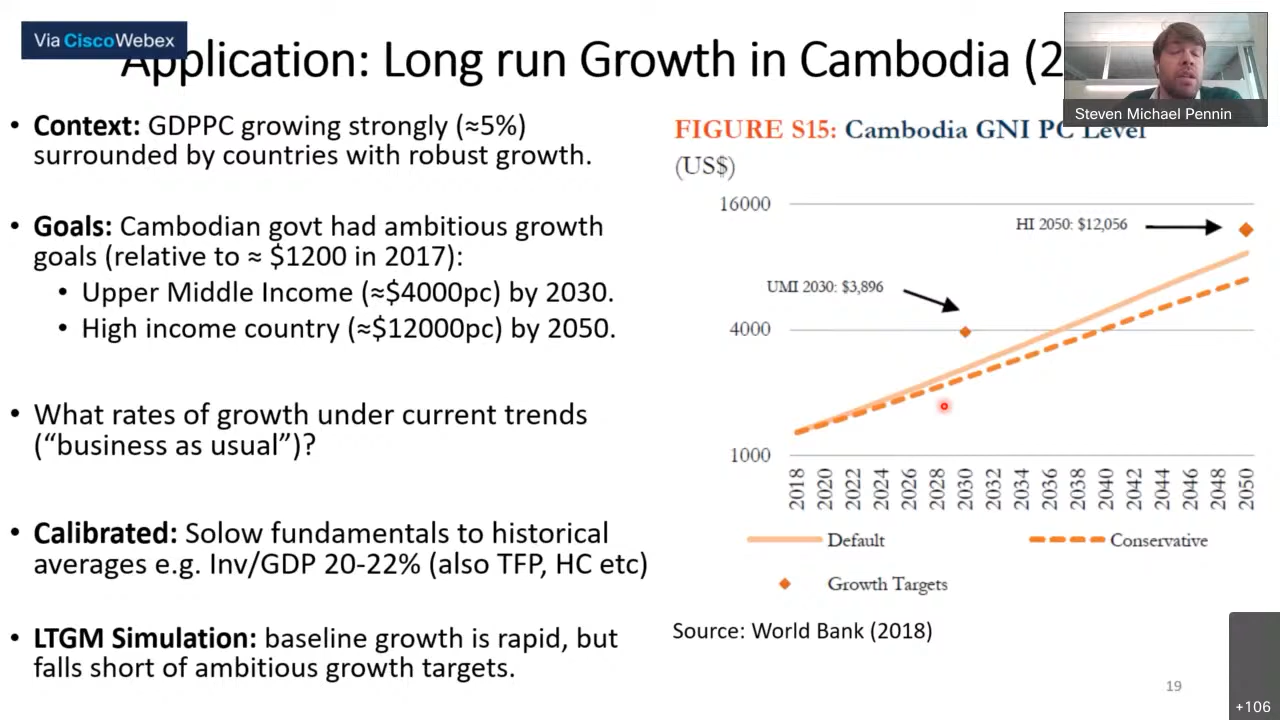 Via CiscoWebex
Application: Long run Growth in Cambodia (2
Steven Michael Pennin
• Context: GDPPC growing strongly (≈5%)
surrounded by countries with robust growth.
• Goals: Cambodian govt had ambitious growth
goals (relative to ≈ $1200 in 2017):
• Upper Middle Income (≈$4000pc) by 2030.
• High income country (≈$12000pc) by 2050.
• What rates of growth under current trends
(“business as usual”)?
• Calibrated: Solow fundamentals to historical
averages e.g. Inv/GDP 20-22% (also TFP, HC etc)
• LTGM Simulation: baseline growth is rapid, but
falls short of ambitious growth targets.
FIGURE S15: Cambodia GNI PC Level
(US$)
16000
HI 2050: $12,056
UMI 2030: $3,896
4000
1000
2018 2020 2022 2024 2026 2028 2030 2032 2034 2036 2038 2040 2042 2044 2046 2048 2050
Default Conservative
Growth Targets
Source: World Bank (2018)
19
+106